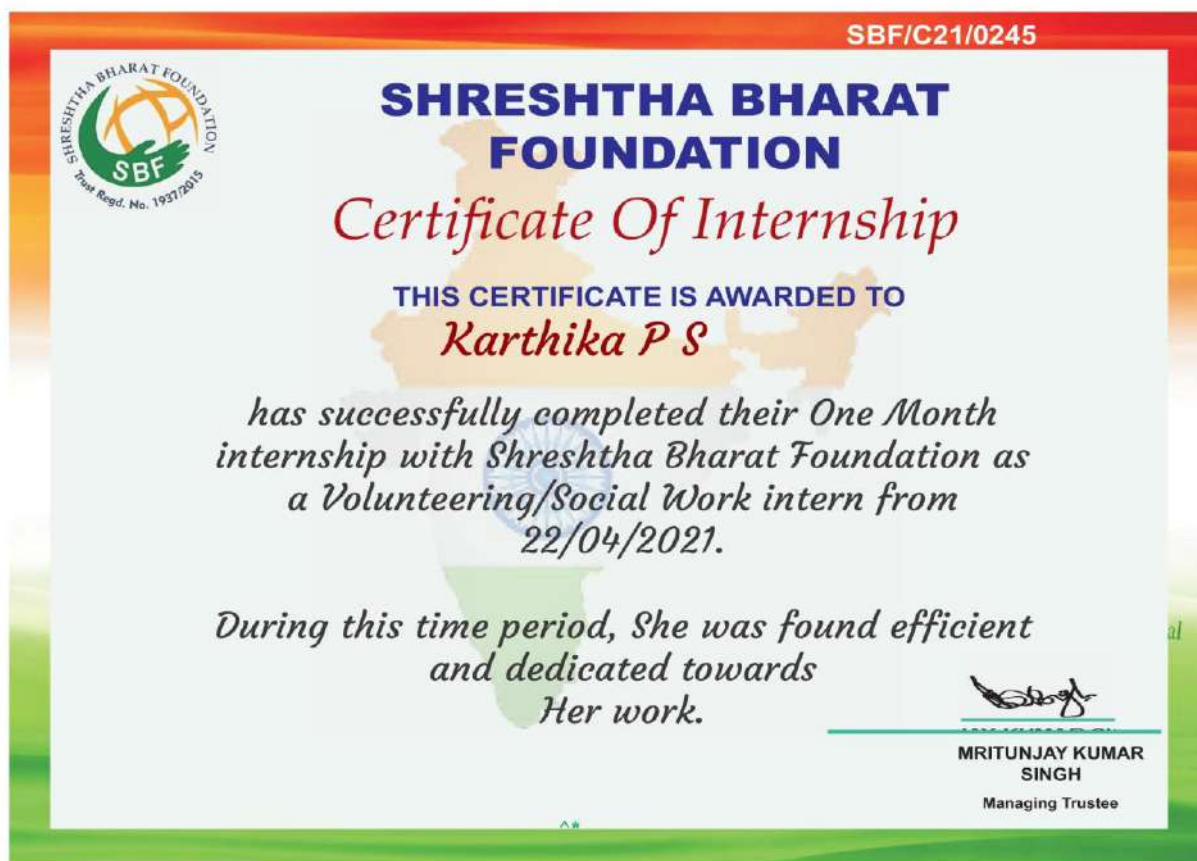 SBF/C21/0245
SHRESHTHA BHARAT FOUNDATION
SBF
Trust Regd. No. 1937/2015
SHRESHTHA BHARAT
FOUNDATION
Certificate Of Internship
THIS CERTIFICATE IS AWARDED TO
Karthika P S
has successfully completed their One Month
internship with Shreshtha Bharat Foundation as
a Volunteering/Social Work intern from
22/04/2021.
During this time period, She was found efficient
and dedicated towards
Her work.
al
MRITUNJAY KUMAR
SINGH
Managing Trustee
^*